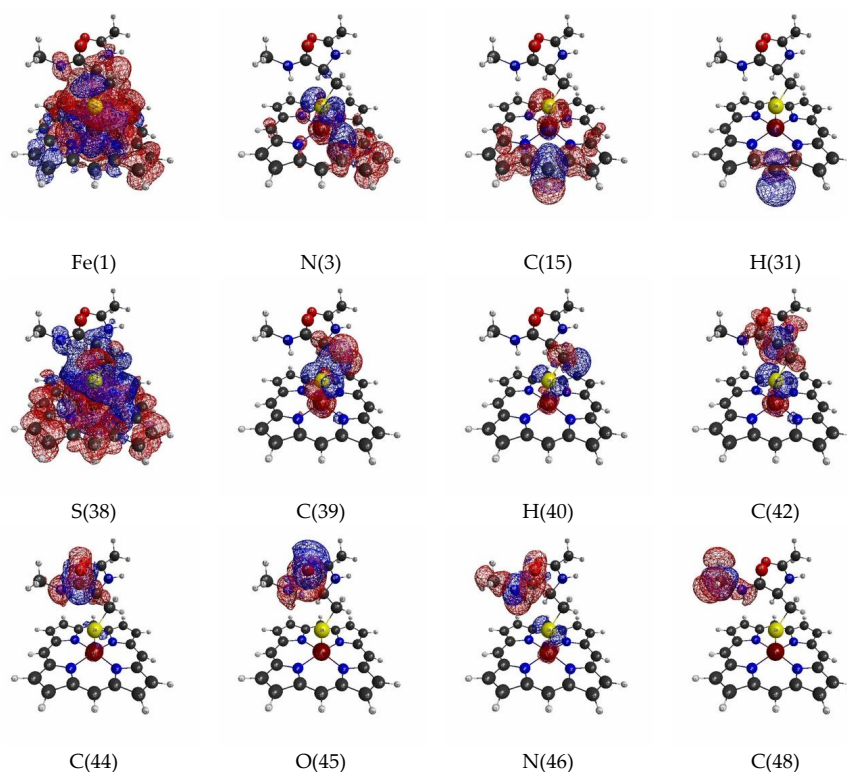 Fe(1) N(3) C(15) H(31)
S(38) C(39) H(40) C(42)
C(44) O(45) N(46) C(48)